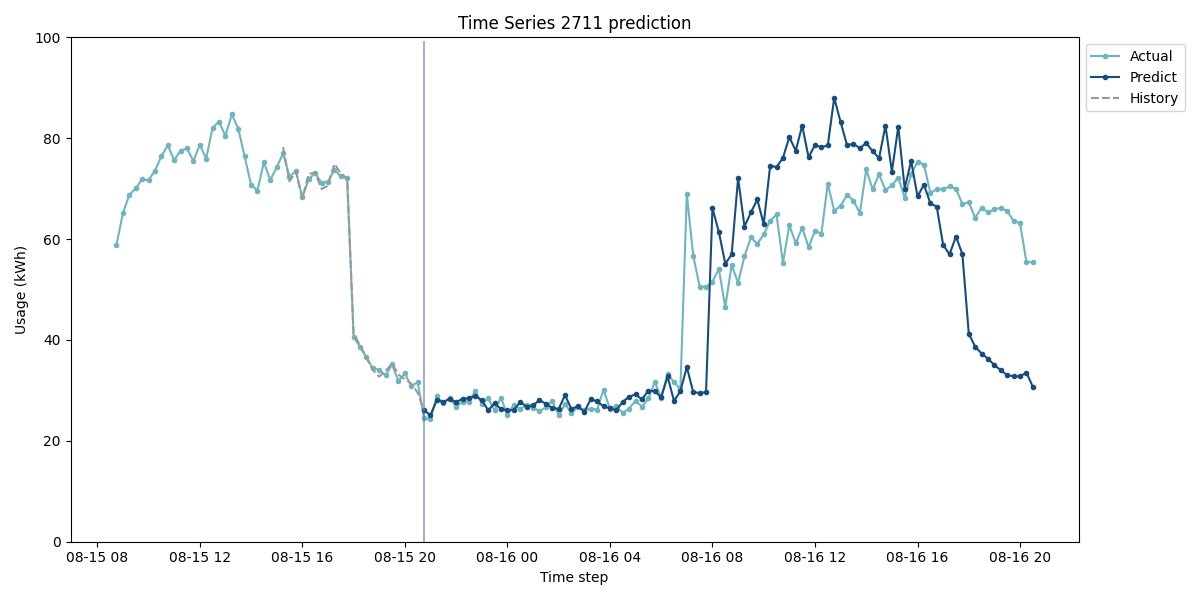 Time Series 2711 prediction
Usage (kWh)
100
80
60
40
20
0
08-15 08
08-15 12
08-15 16
08-15 20
08-16 00
08-16 04
08-16 08
08-16 12
08-16 16
08-16 20
Time step
Actual
Predict
History